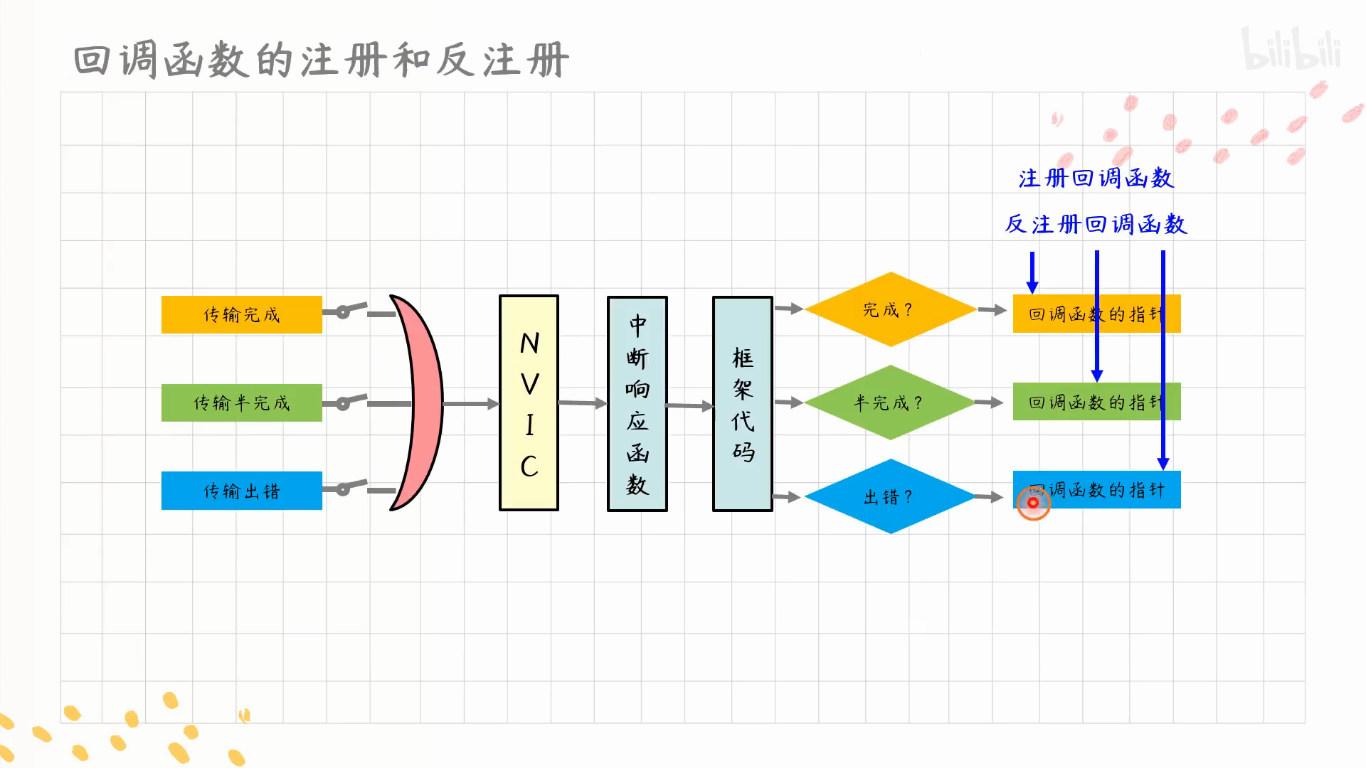 回调函数的注册和反注册
bilibili
注册回调函数
反注册回调函数
传输完成
传输半完成
传输出错
NVIC
中断响应函数
框架代码
完成？
半完成？
出错？
回调函数的指针
回调函数的指针
回调函数的指针